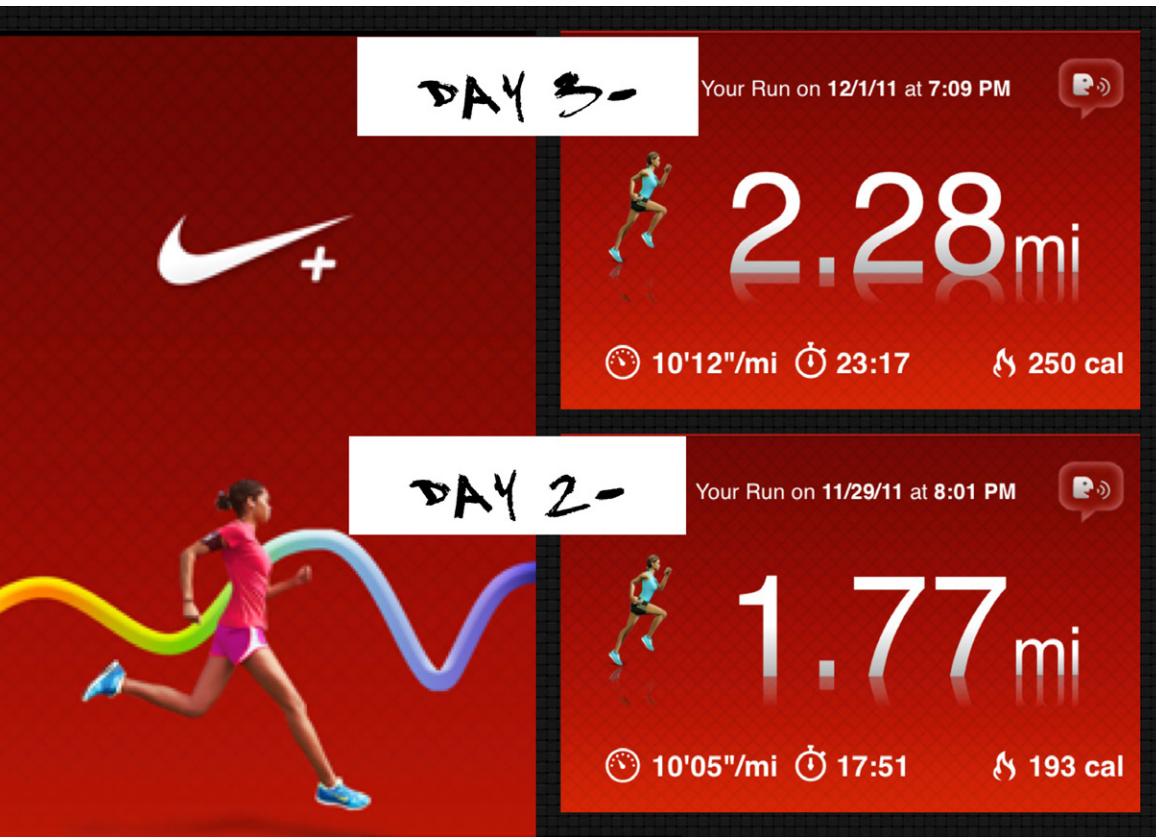 +
DAY 3-
Your Run on 12/1/11 at 7:09 PM
2.28mi
10'12"/mi 23:17 250 cal
DAY 2-
Your Run on 11/29/11 at 8:01 PM
1.77mi
10'05"/mi 17:51 193 cal